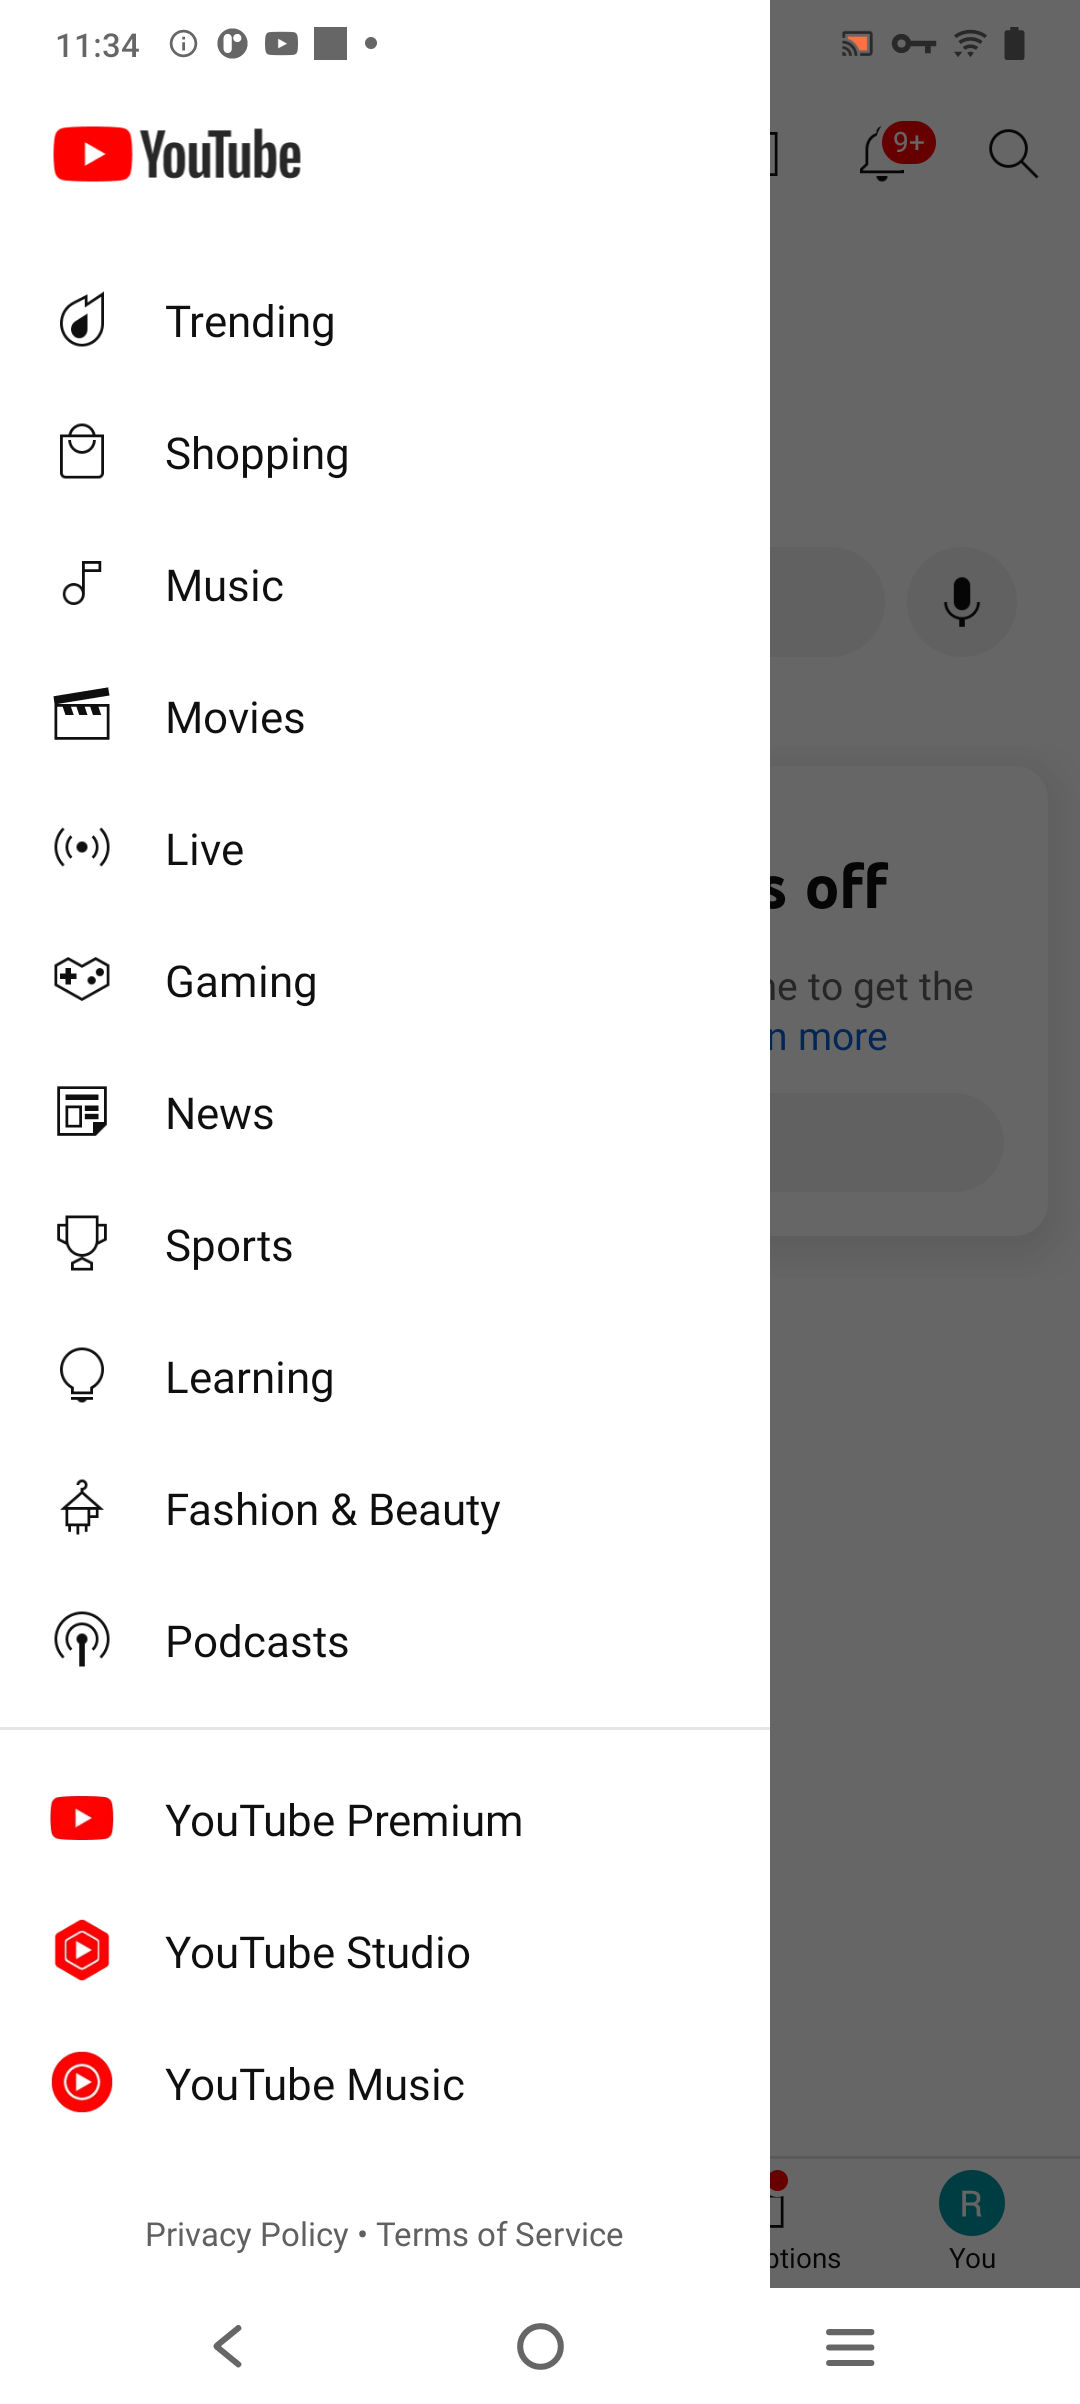 11:34
YouTube
9+
Trending
Shopping
Music
Movies
Live
s off
Gaming
to get the
more
News
Sports
Learning
Fashion & Beauty
Podcasts
YouTube Premium
YouTube Studio
YouTube Music
R
Privacy Policy • Terms of Service
You